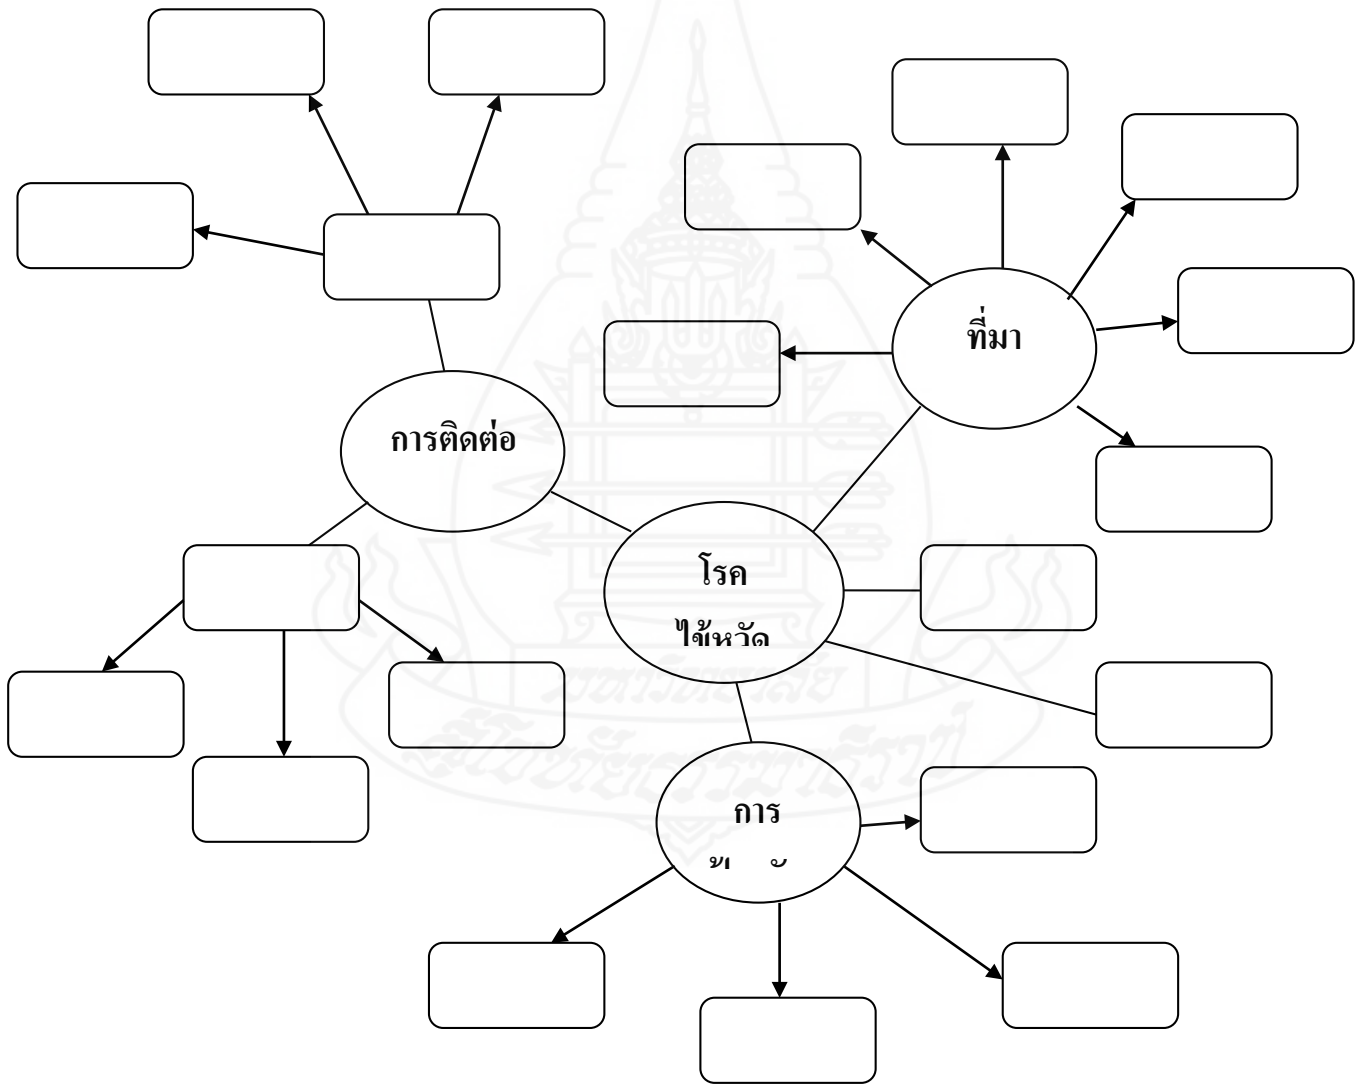 ที่มา
การติดต่อ
โรค
ไข้หวัด
การ